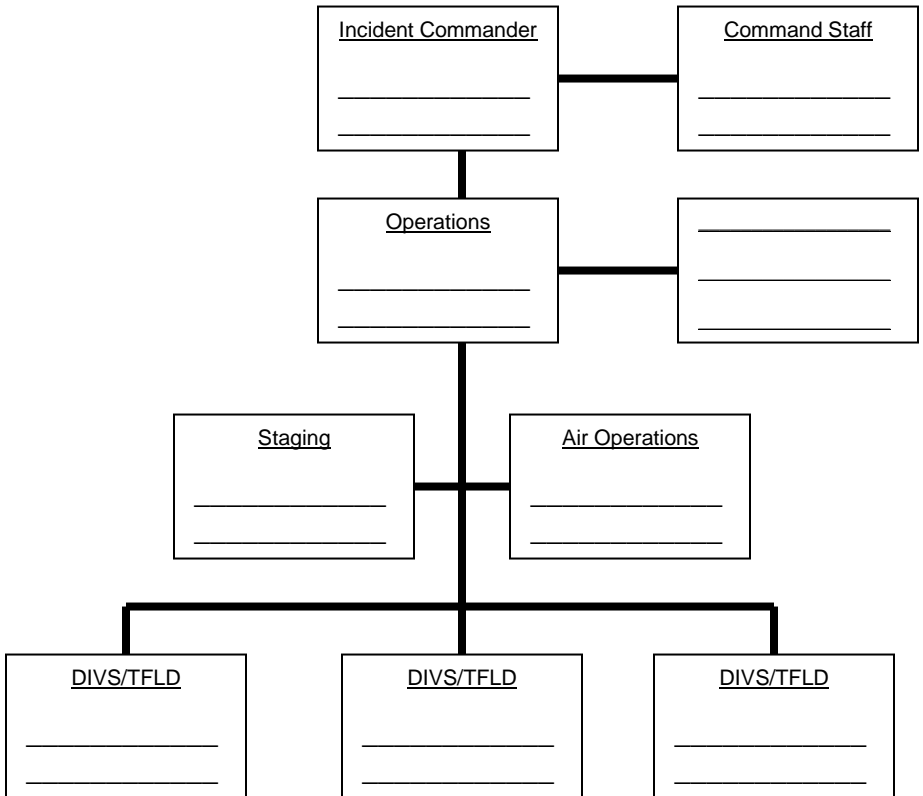 Incident Commander
Command Staff
Operations
Staging
Air Operations
DIVS/TFLD
DIVS/TFLD
DIVS/TFLD